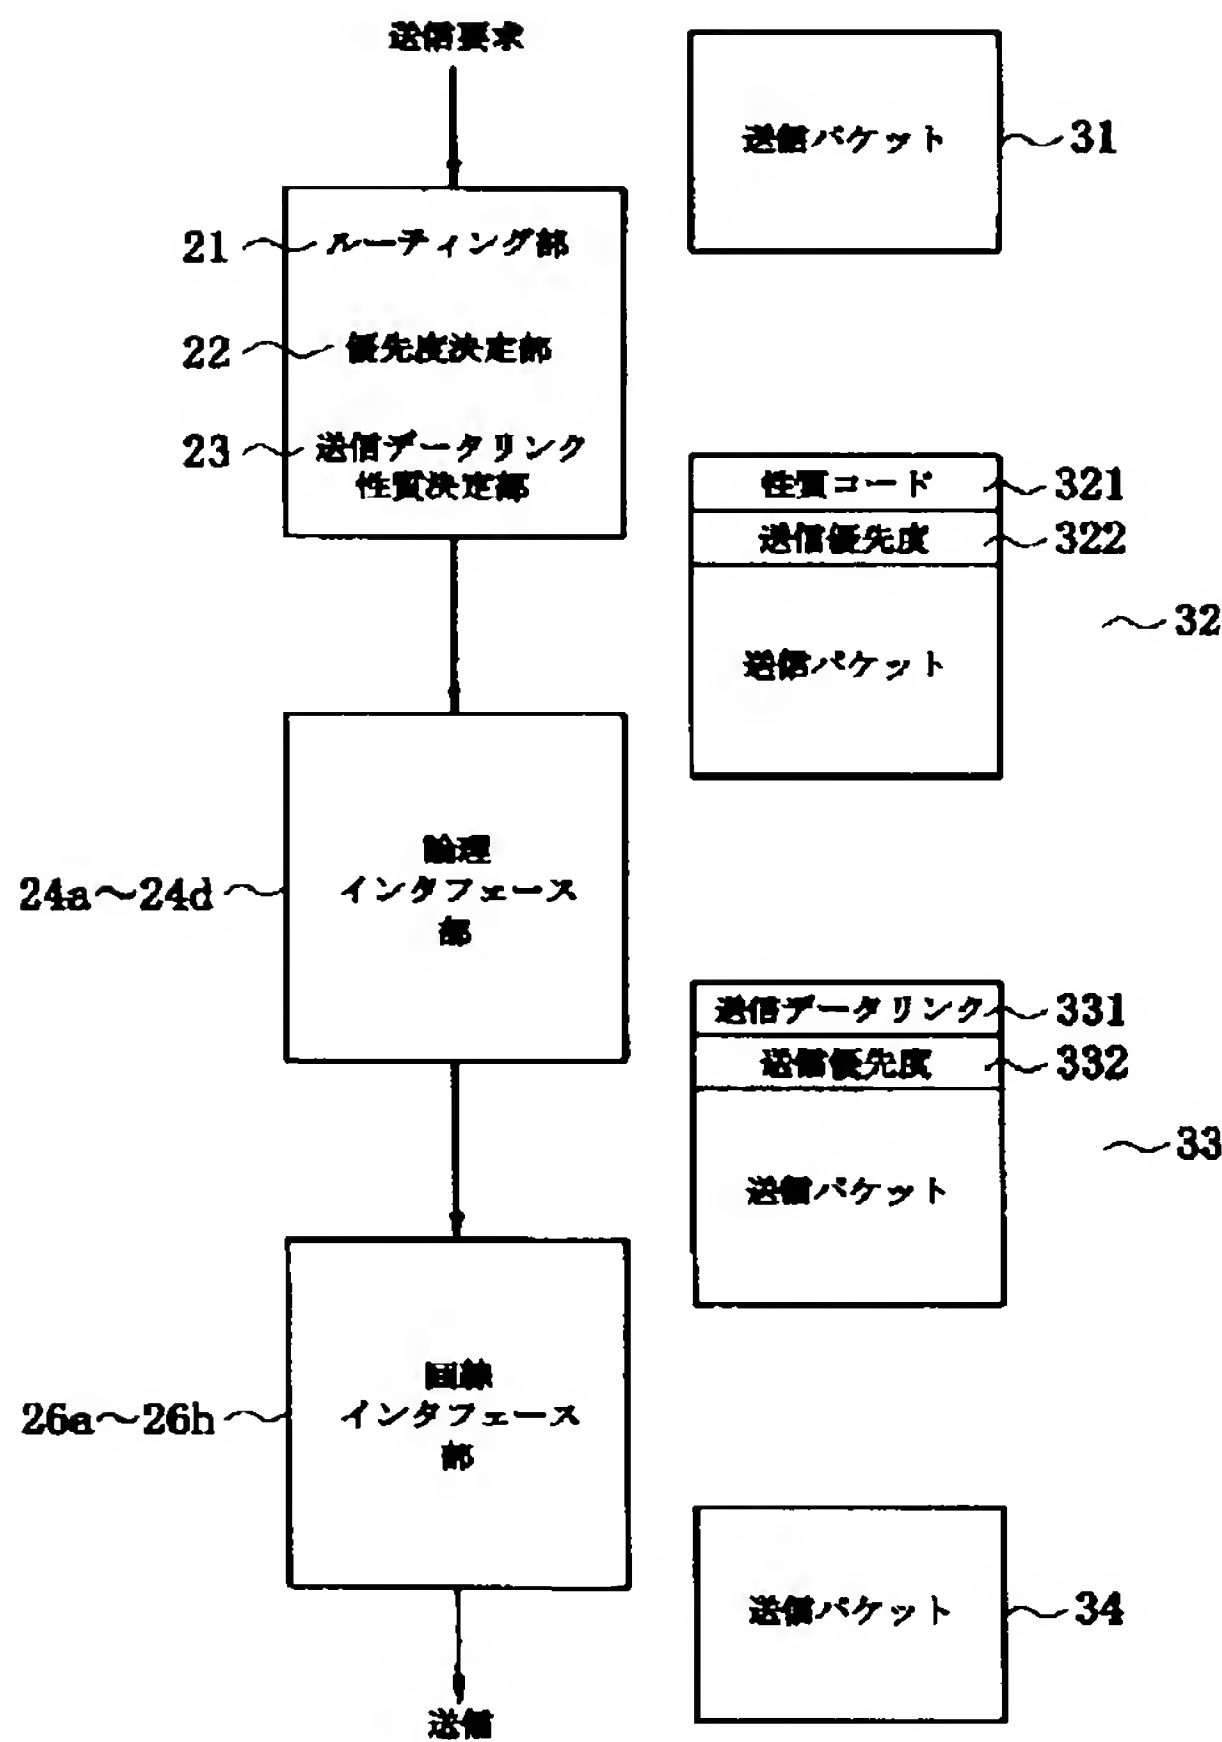 送信要求
送信パケット
31
21
ルーティング部
22
優先度決定部
23
送信データリンク
性質決定部
性質コード
321
送信優先度
322
送信パケット
32
論理
インタフェース
部
24a～24d
送信データリンク
331
送信優先度
332
送信パケット
33
回線
インタフェース
部
26a～26h
送信パケット
34
送信